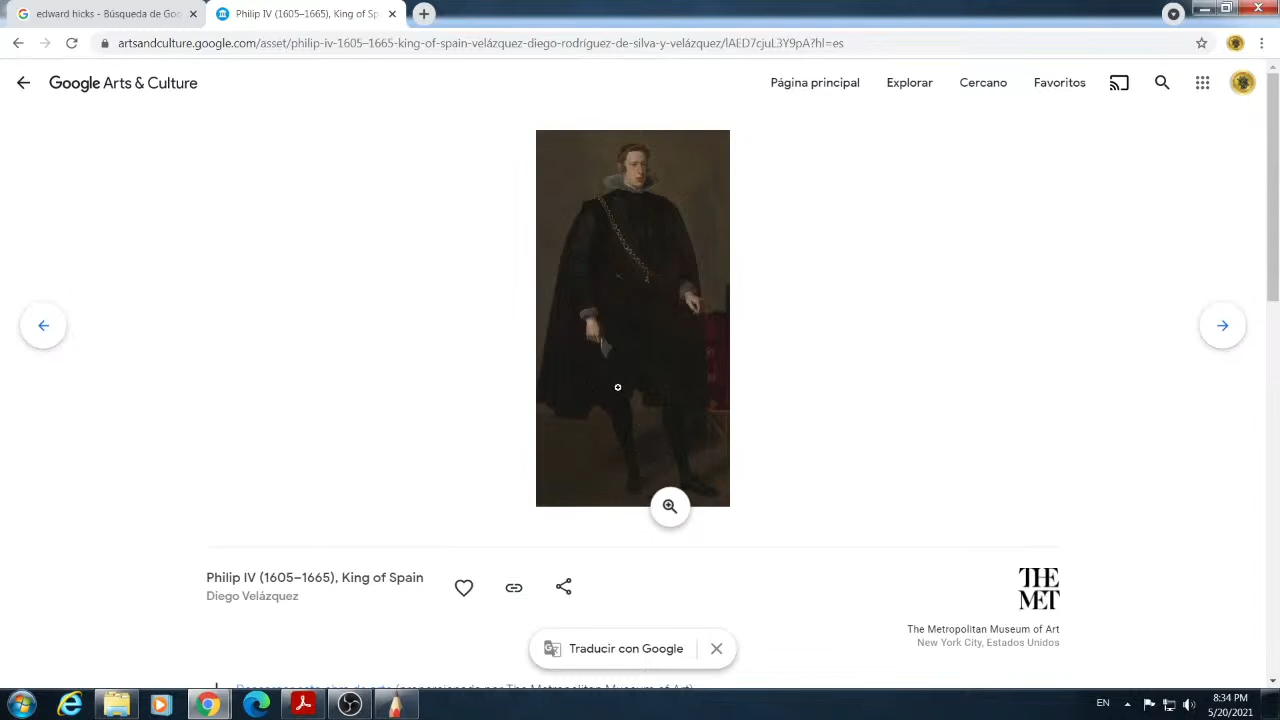 edward hicks - Búsqueda de Goo
Philip IV (1605–1665), King of Sp
artsandculture.google.com/asset/philip-iv-1605–1665-king-of-spain-velázquez-diego-rodríguez-de-silva-y-velázquez/lAED7cjuL3Y9pA?hl=es
Google Arts & Culture
Página principal
Explorar
Cercano
Favoritos
Philip IV (1605–1665), King of Spain
Diego Velázquez
THE
MET
The Metropolitan Museum of Art
New York City, Estados Unidos
Traducir con Google
EN
8:34 PM
5/20/2021